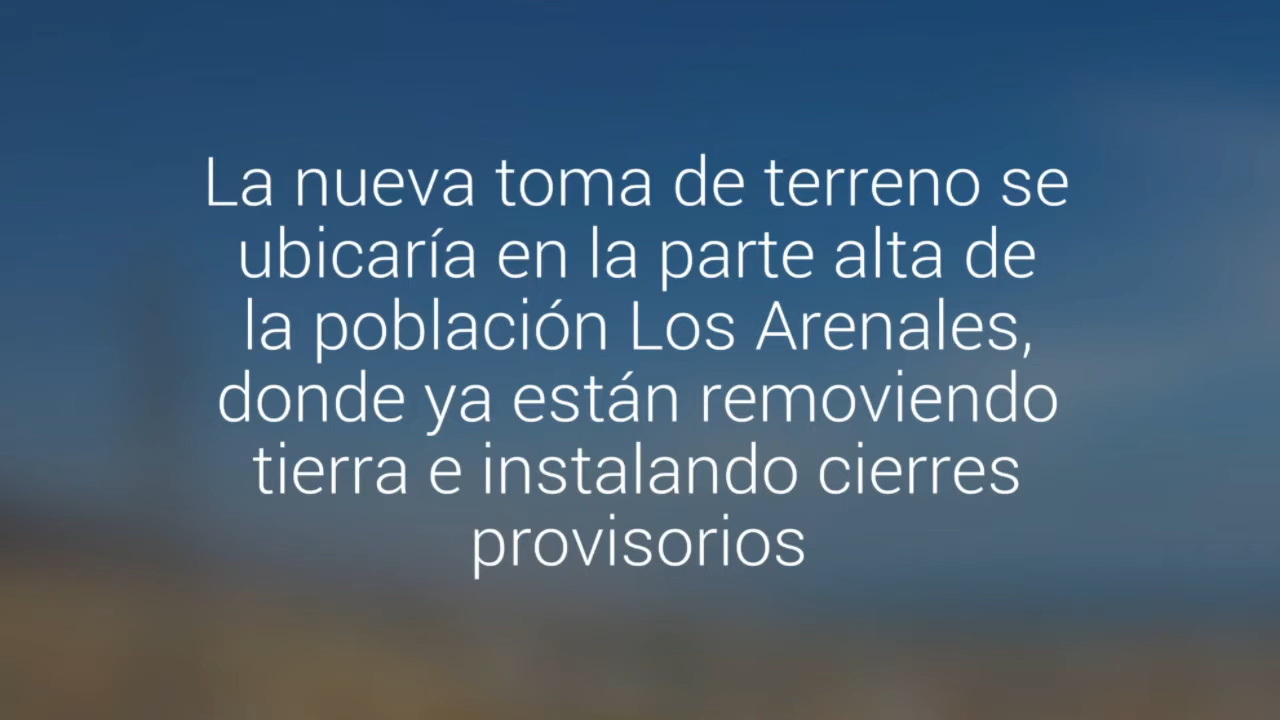 La nueva toma de terreno se
ubicaría en la parte alta de
la población Los Arenales,
donde ya están removiendo
tierra e instalando cierres
provisorios